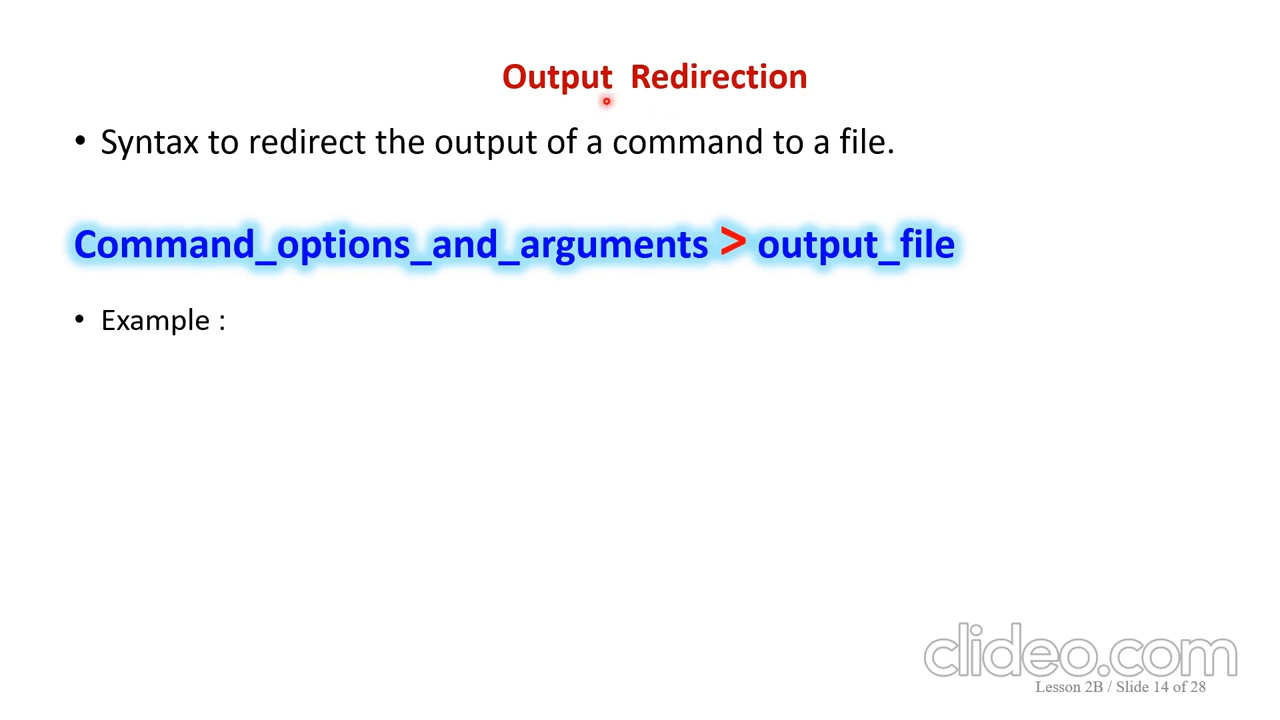 Output  Redirection
• Syntax to redirect the output of a command to a file.
Command_options_and_arguments > output_file
• Example :
clideo.com
Lesson 2B / Slide 14 of 28